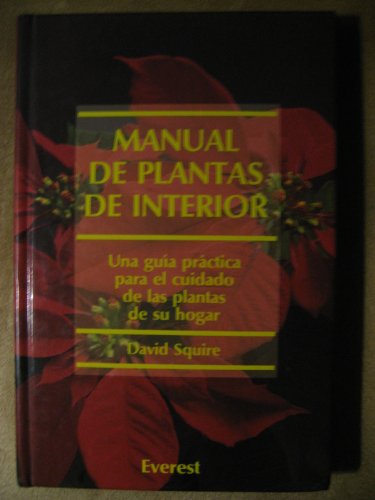 MANUAL
DE PLANTAS
DE INTERIOR
Una guía práctica
para el cuidado
de las plantas
de su hogar
David Squire
Everest